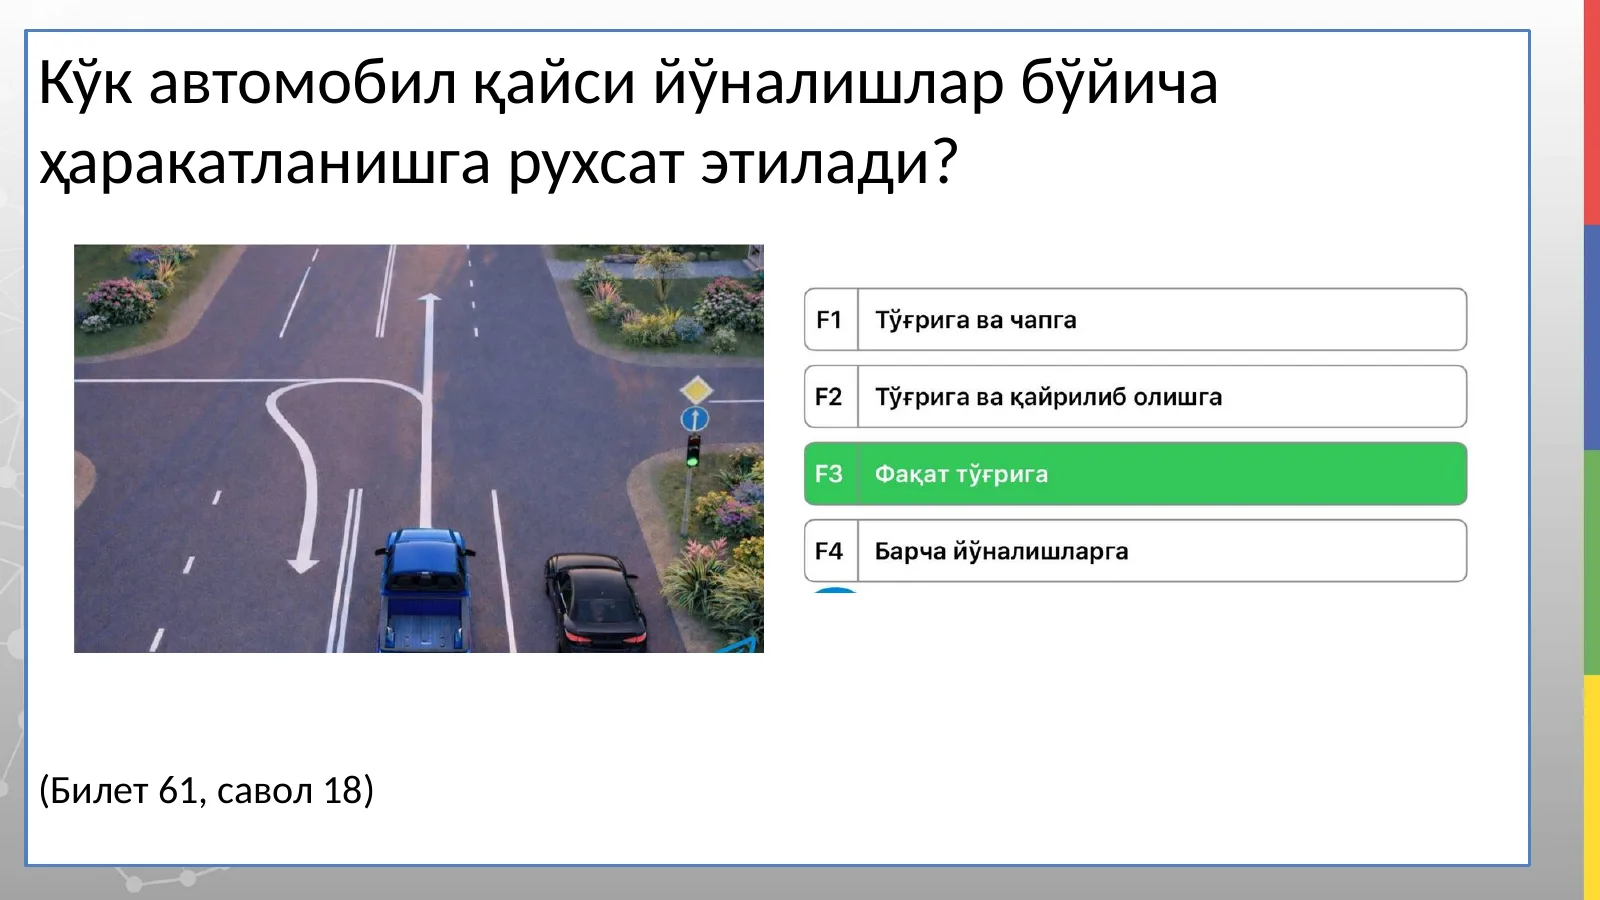 Кўк автомобил қайси йўналишлар бўйича
ҳаракатланишга рухсат этилади?
F1 Тўғрига ва чапга
F2 Тўғрига ва қайрилиб олишга
F3 Фақат тўғрига
F4 Барча йўналишларга
(Билет 61, савол 18)